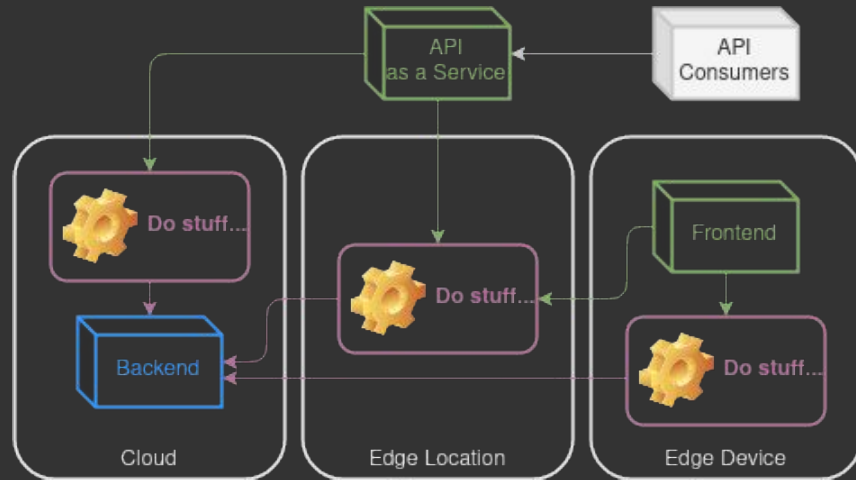 API
as a Service
API
Consumers
Do stuff...
Frontend
Do stuff...
Backend
Do stuff...
Cloud
Edge Location
Edge Device